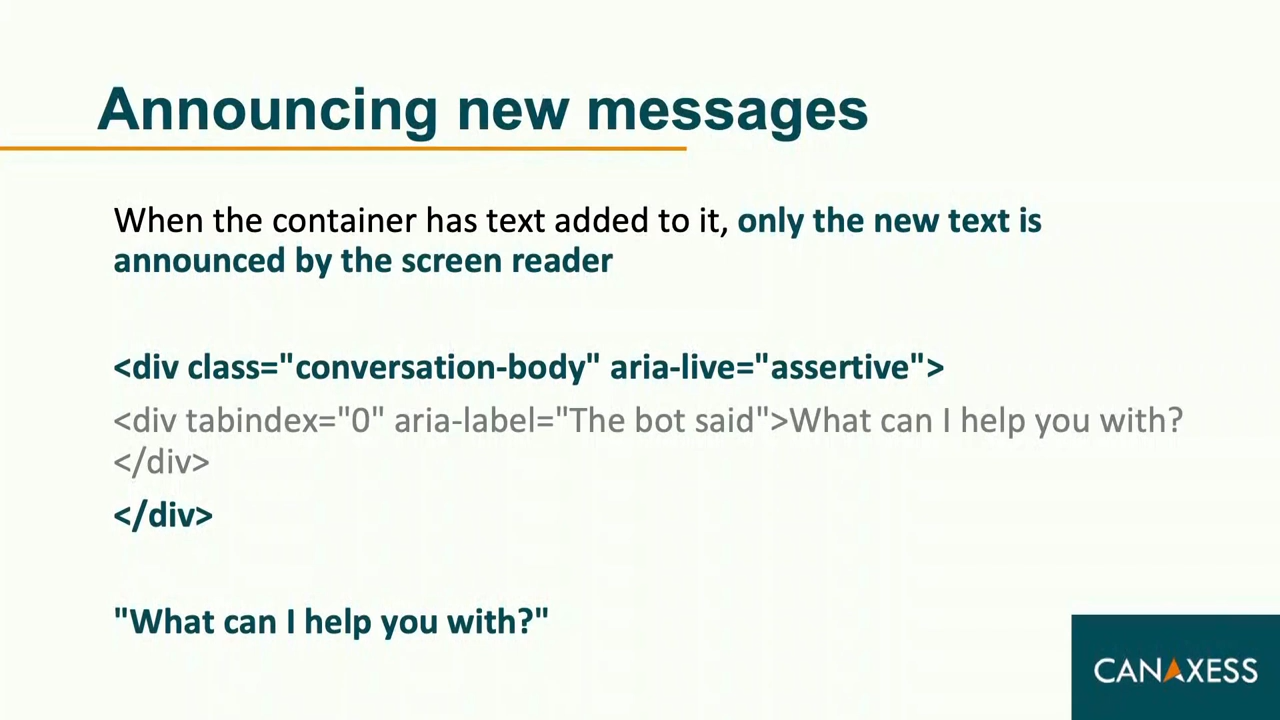 Announcing new messages
When the container has text added to it, only the new text is
announced by the screen reader
<div class="conversation-body" aria-live="assertive">
<div tabindex="0" aria-label="The bot said">What can I help you with?
</div>
</div>
"What can I help you with?"
CANAXESS